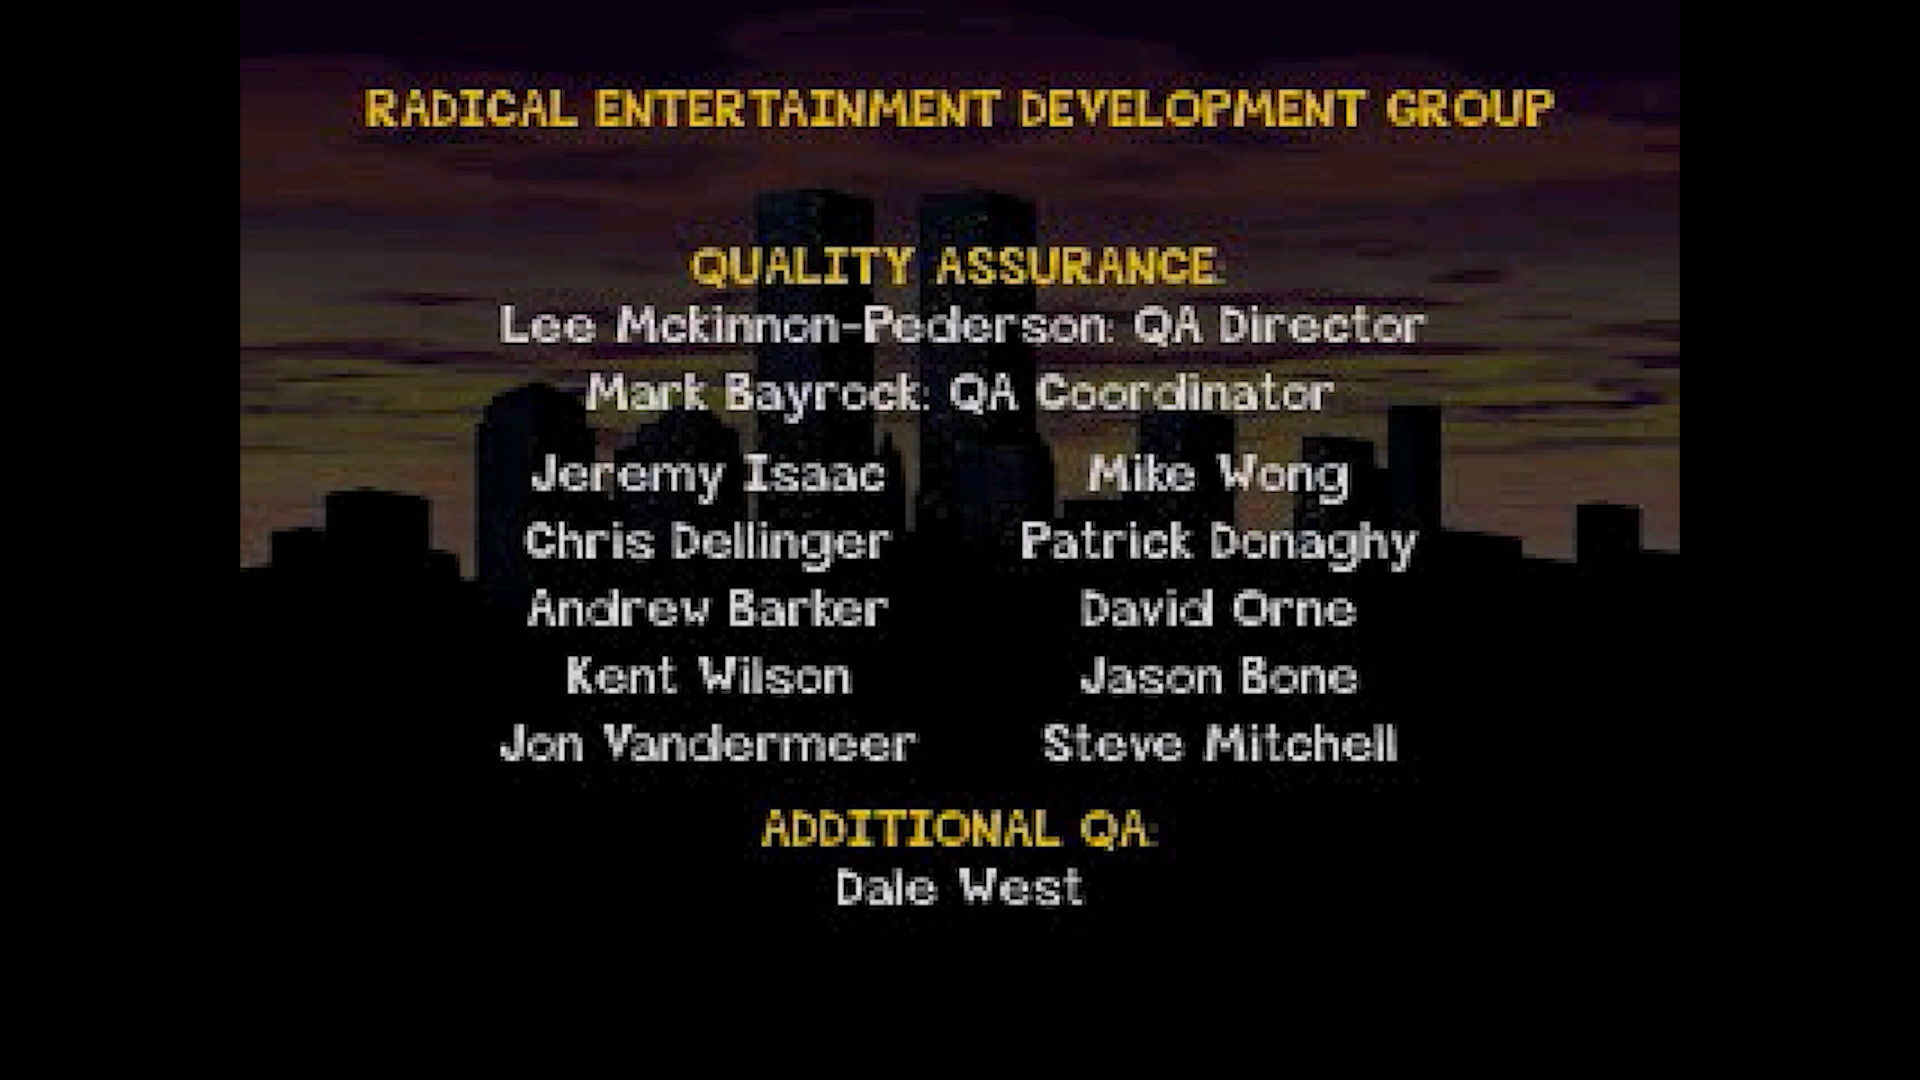 RADICAL ENTERTAINMENT DEVELOPMENT GROUP
QUALITY ASSURANCE:
Lee Mckinnon-Pederson: QA Director
Mark Bayrock: QA Coordinator
Jeremy Isaac Mike Wong
Chris Dellinger Patrick Donaghy
Andrew Barker David Orne
Kent Wilson Jason Bone
Jon Vandermeer Steve Mitchell
ADDITIONAL QA:
Dale West